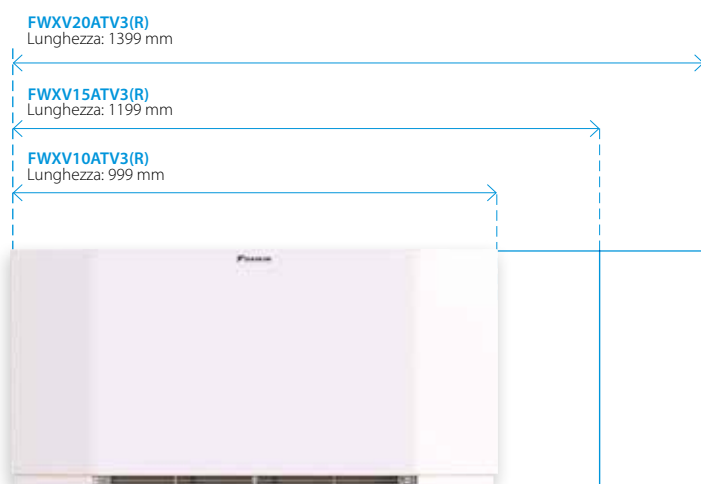 FWXV20ATV3(R)
Lunghezza: 1399 mm
FWXV15ATV3(R)
Lunghezza: 1199 mm
FWXV10ATV3(R)
Lunghezza: 999 mm
DAIKIN